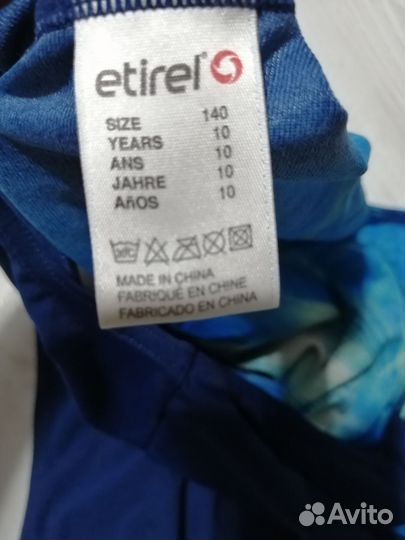 etirel
SIZE 140
YEARS 10
ANS 10
JAHRE 10
AñOS 10
MADE IN CHINA
FABRIQUÉ EN CHINE
FABRICADO EN CHINA
Avito